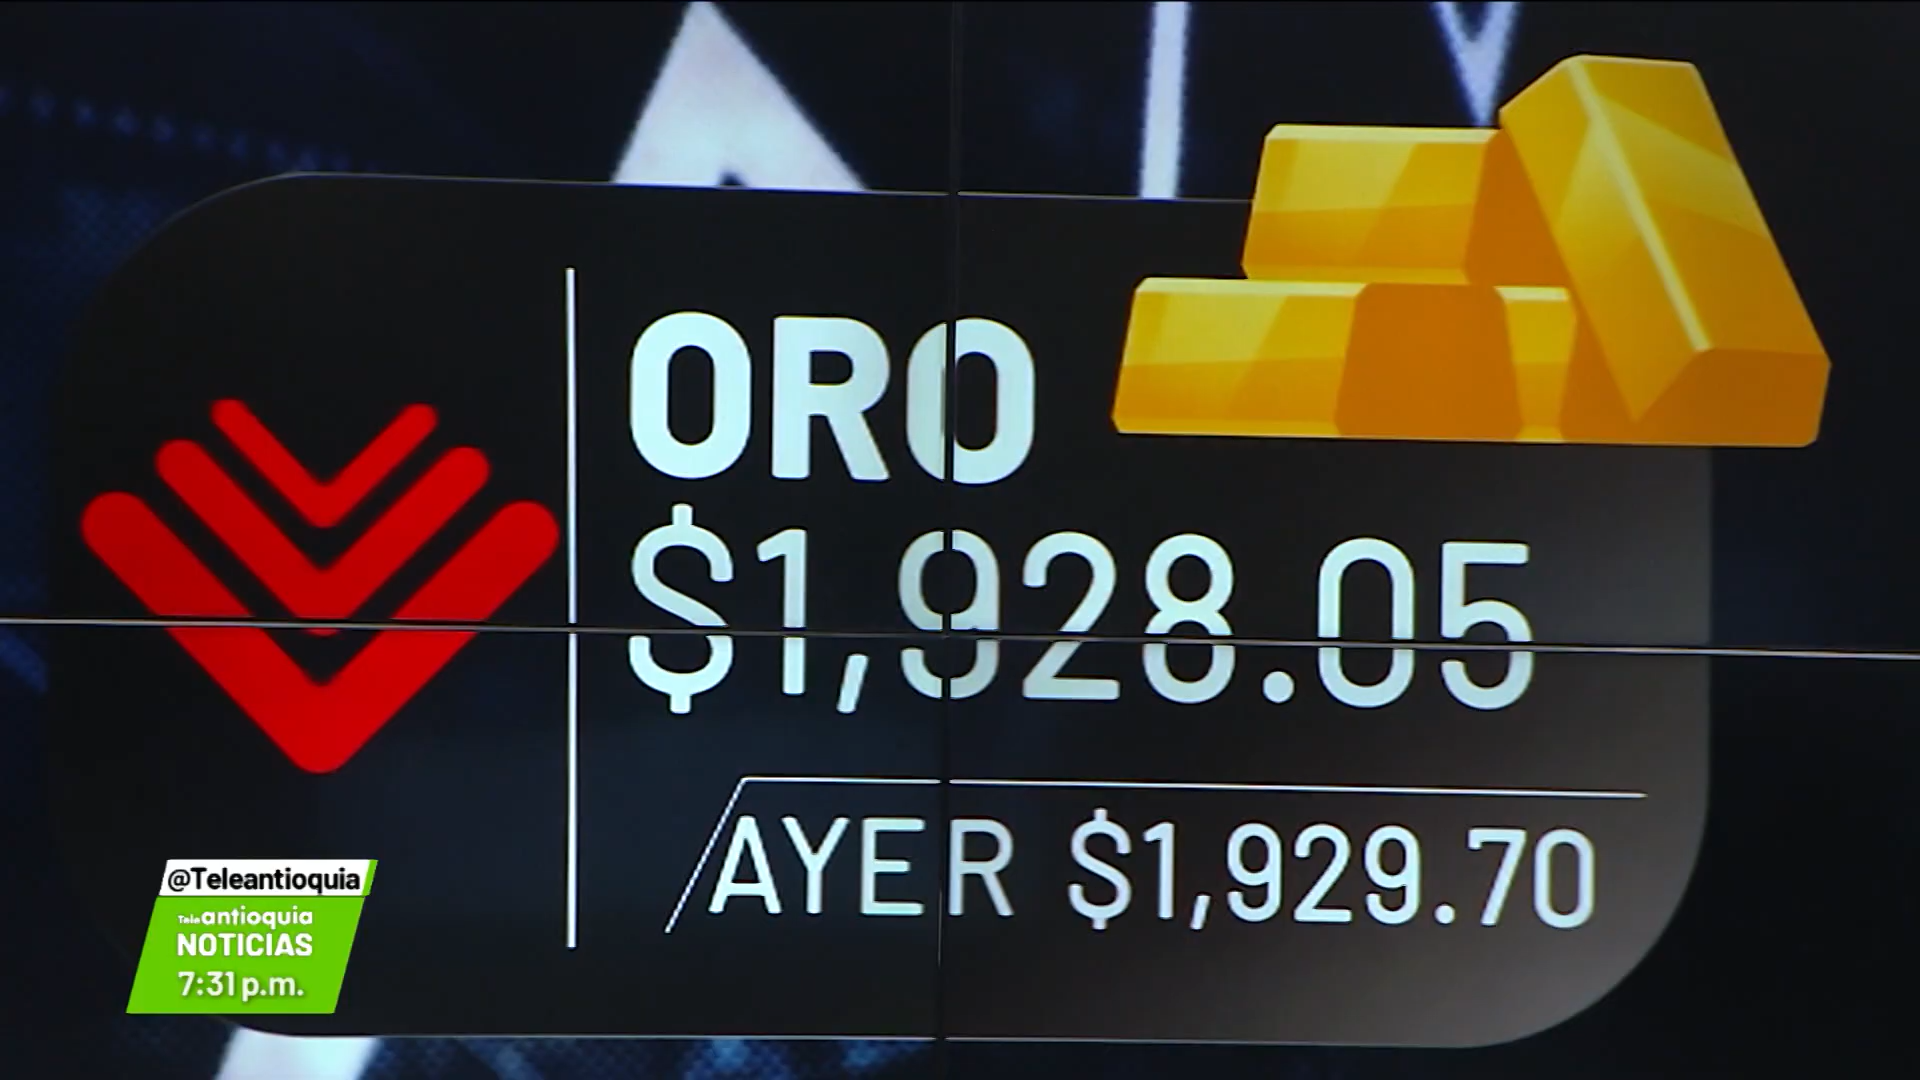 ORO
$1,928.05
AYER $1,929.70
@Teleantioquia
Teleantioquia
NOTICIAS
7:31 p.m.